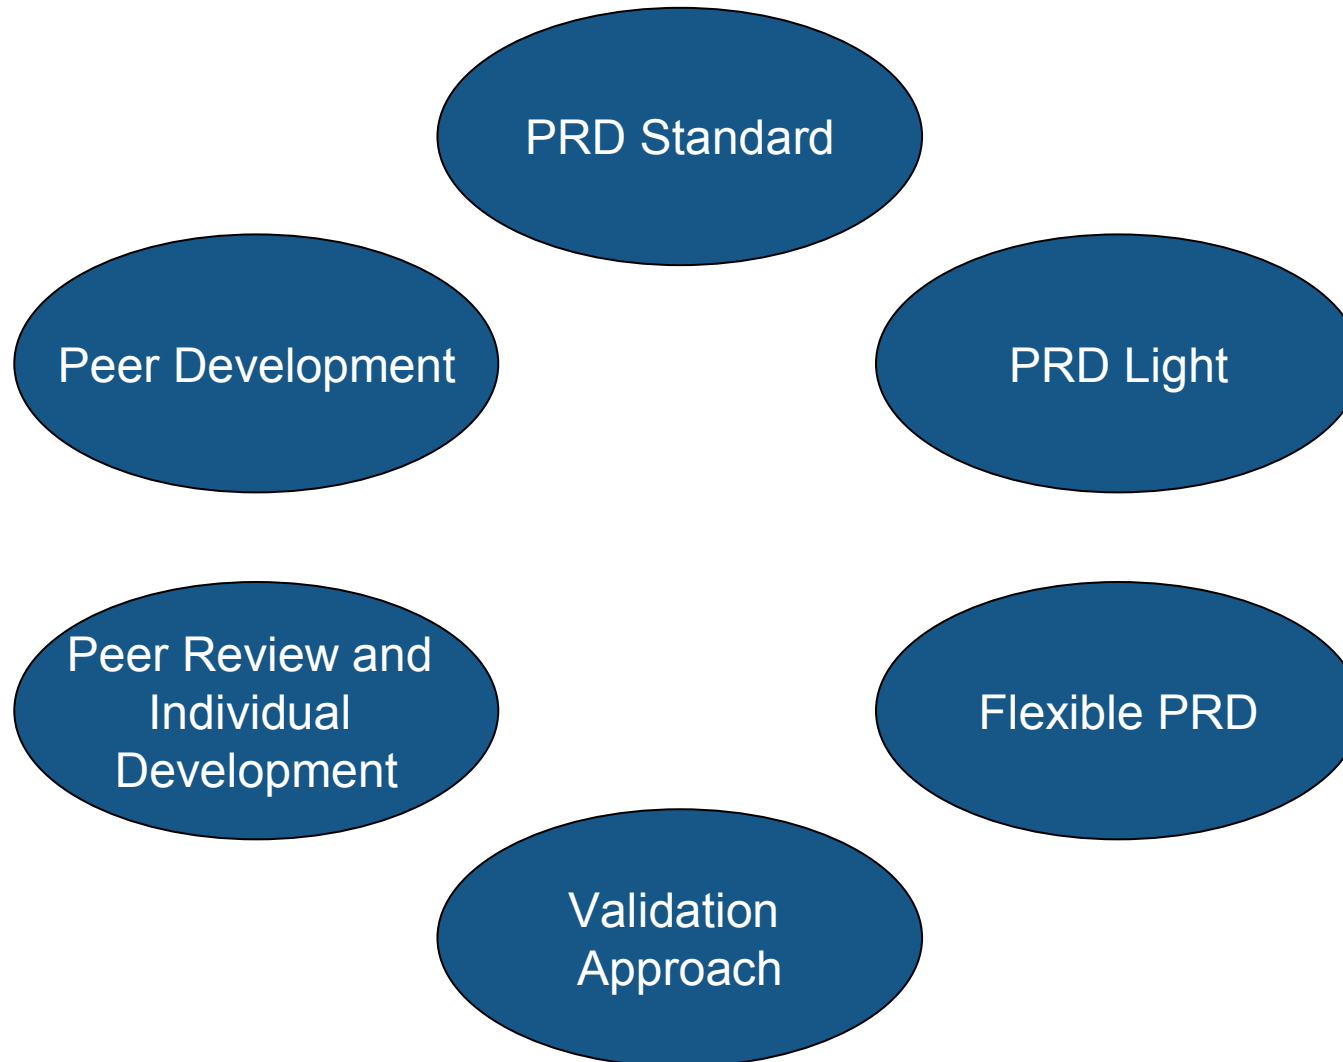 PRD Standard
Peer Development
PRD Light
Peer Review and
Individual
Development
Flexible PRD
Validation
Approach